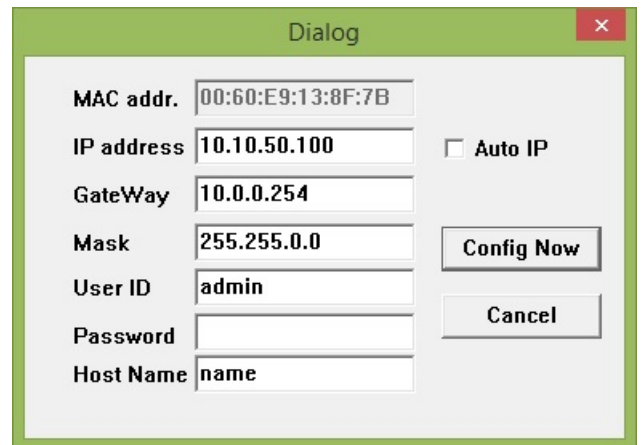 Dialog
MAC addr. 00:60:E9:13:8F:7B
IP address 10.10.50.100 Auto IP
GateWay 10.0.0.254
Mask 255.255.0.0 Config Now
User ID admin
Cancel
Password
Host Name name